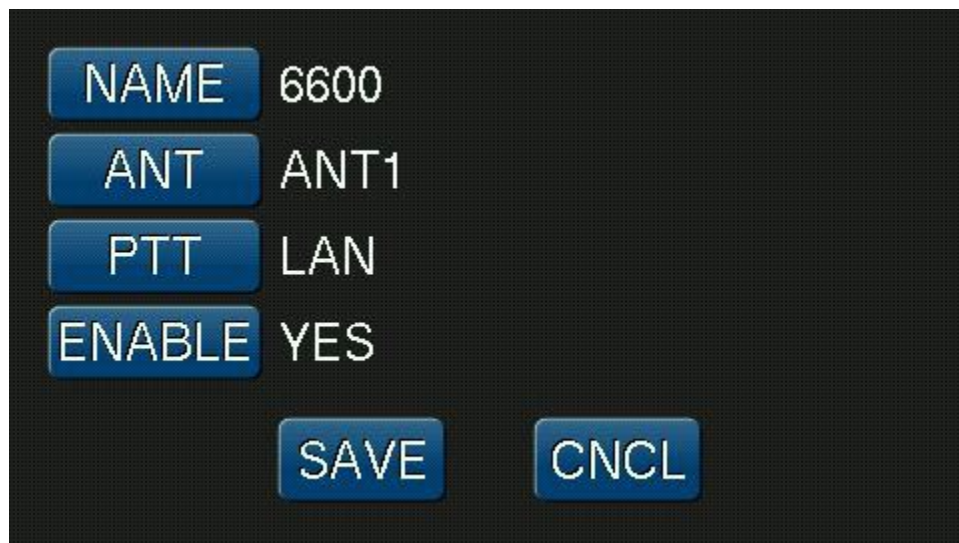 NAME 6600
ANT ANT1
PTT LAN
ENABLE YES
SAVE CNCL